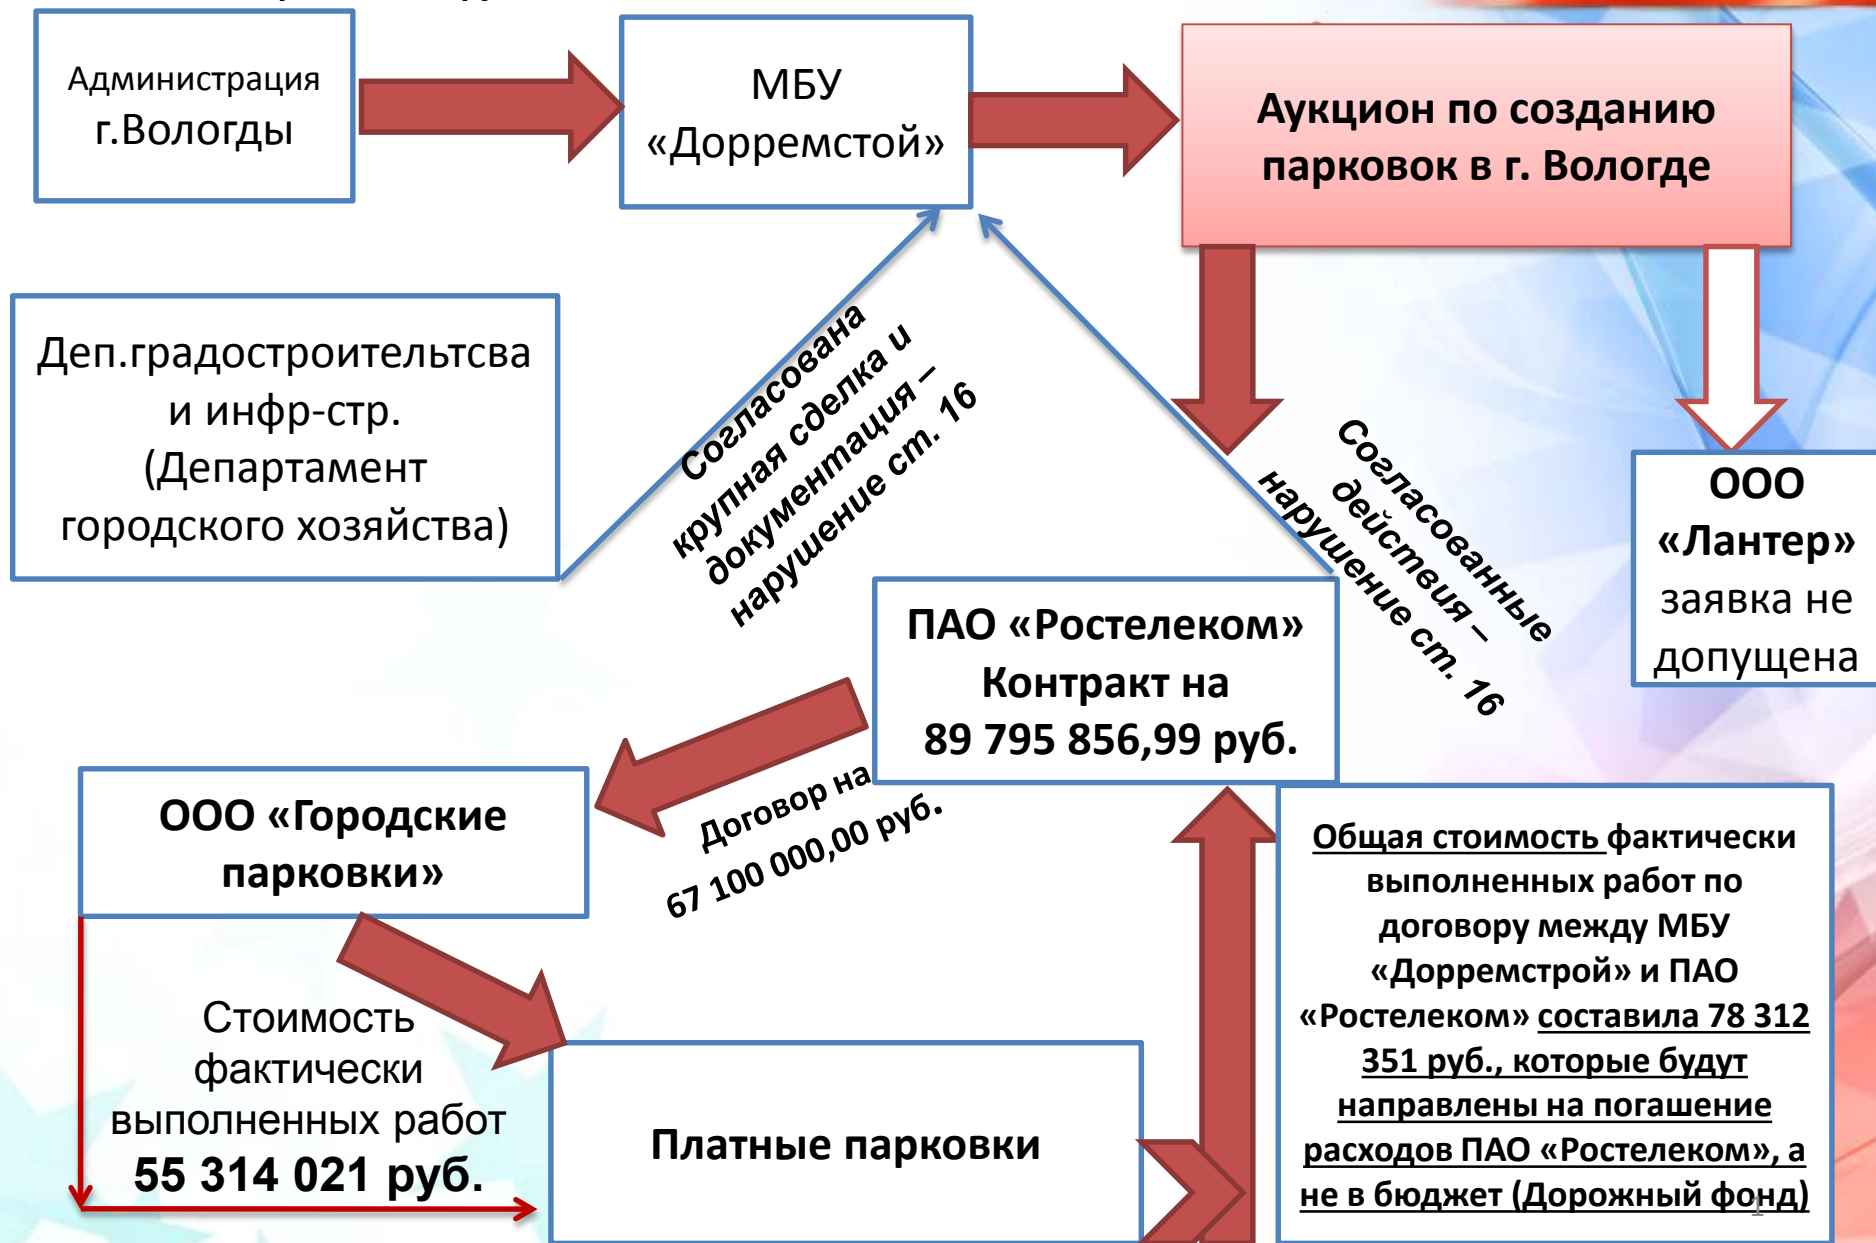 Администрация
г.Вологды
МБУ
«Дорремстой»
Аукцион по созданию
парковок в г. Вологде
Деп.градостроительтсва
и инфр-стр.
(Департамент
городского хозяйства)
Согласована
крупная сделка и
документация –
нарушение ст. 16
Согласованные
действия –
нарушение ст. 16
ООО
«Лантер»
заявка не
допущена
ПАО «Ростелеком»
Контракт на
89 795 856,99 руб.
Договор на
67 100 000,00 руб.
ООО «Городские
парковки»
Стоимость
фактически
выполненных работ
55 314 021 руб.
Платные парковки
Общая стоимость фактически
выполненных работ по
договору между МБУ
«Дорремстрой» и ПАО
«Ростелеком» составила 78 312
351 руб., которые будут
направлены на погашение
расходов ПАО «Ростелеком», а
не в бюджет (Дорожный фонд)
1